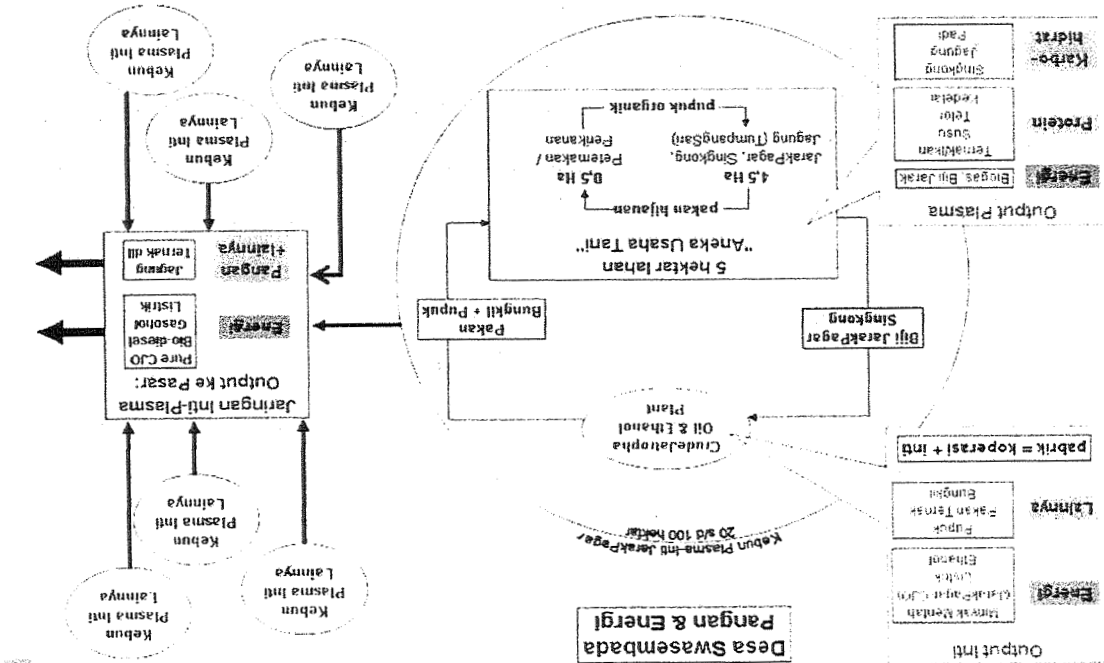 Desa Swasembada
Pangan & Energi
Output Inti
Energi
Minyak Mentah
(JarakPagar CJO)
Listrik
Ethanol
Lainnya
Pupuk
Pakan Ternak
Bungkil
pabrik = koperasi + inti
Kebun Plasma-Inti JarakPagar
20 s/d 100 hektar
CrudeJatropha
Oil & Ethanol
Plant
Biji JarakPagar
Singkong
Pakan
Bungkil + Pupuk
5 hektar lahan
"Aneka Usaha Tani"
pakan hijauan
4,5 Ha
JarakPagar, Singkong,
Jagung (TumpangSari)
0,5 Ha
Peternakan /
Perikanan
pupuk organik
Output Plasma
Energi
Biogas, Biji Jarak
Protein
Ternak/Ikan
Susu
Telor
Kedelai
Karbo-
hidrat
Singkong
Jagung
Padi
Kebun
Plasma Inti
Lainnya
Kebun
Plasma Inti
Lainnya
Kebun
Plasma Inti
Lainnya
Jaringan Inti-Plasma
Output ke Pasar:
Energi
Pure CJO
Bio-diesel
Gasohol
Listrik
Pangan
+lainnya
Jagung
Ternak dll
Kebun
Plasma Inti
Lainnya
Kebun
Plasma Inti
Lainnya
Kebun
Plasma Inti
Lainnya